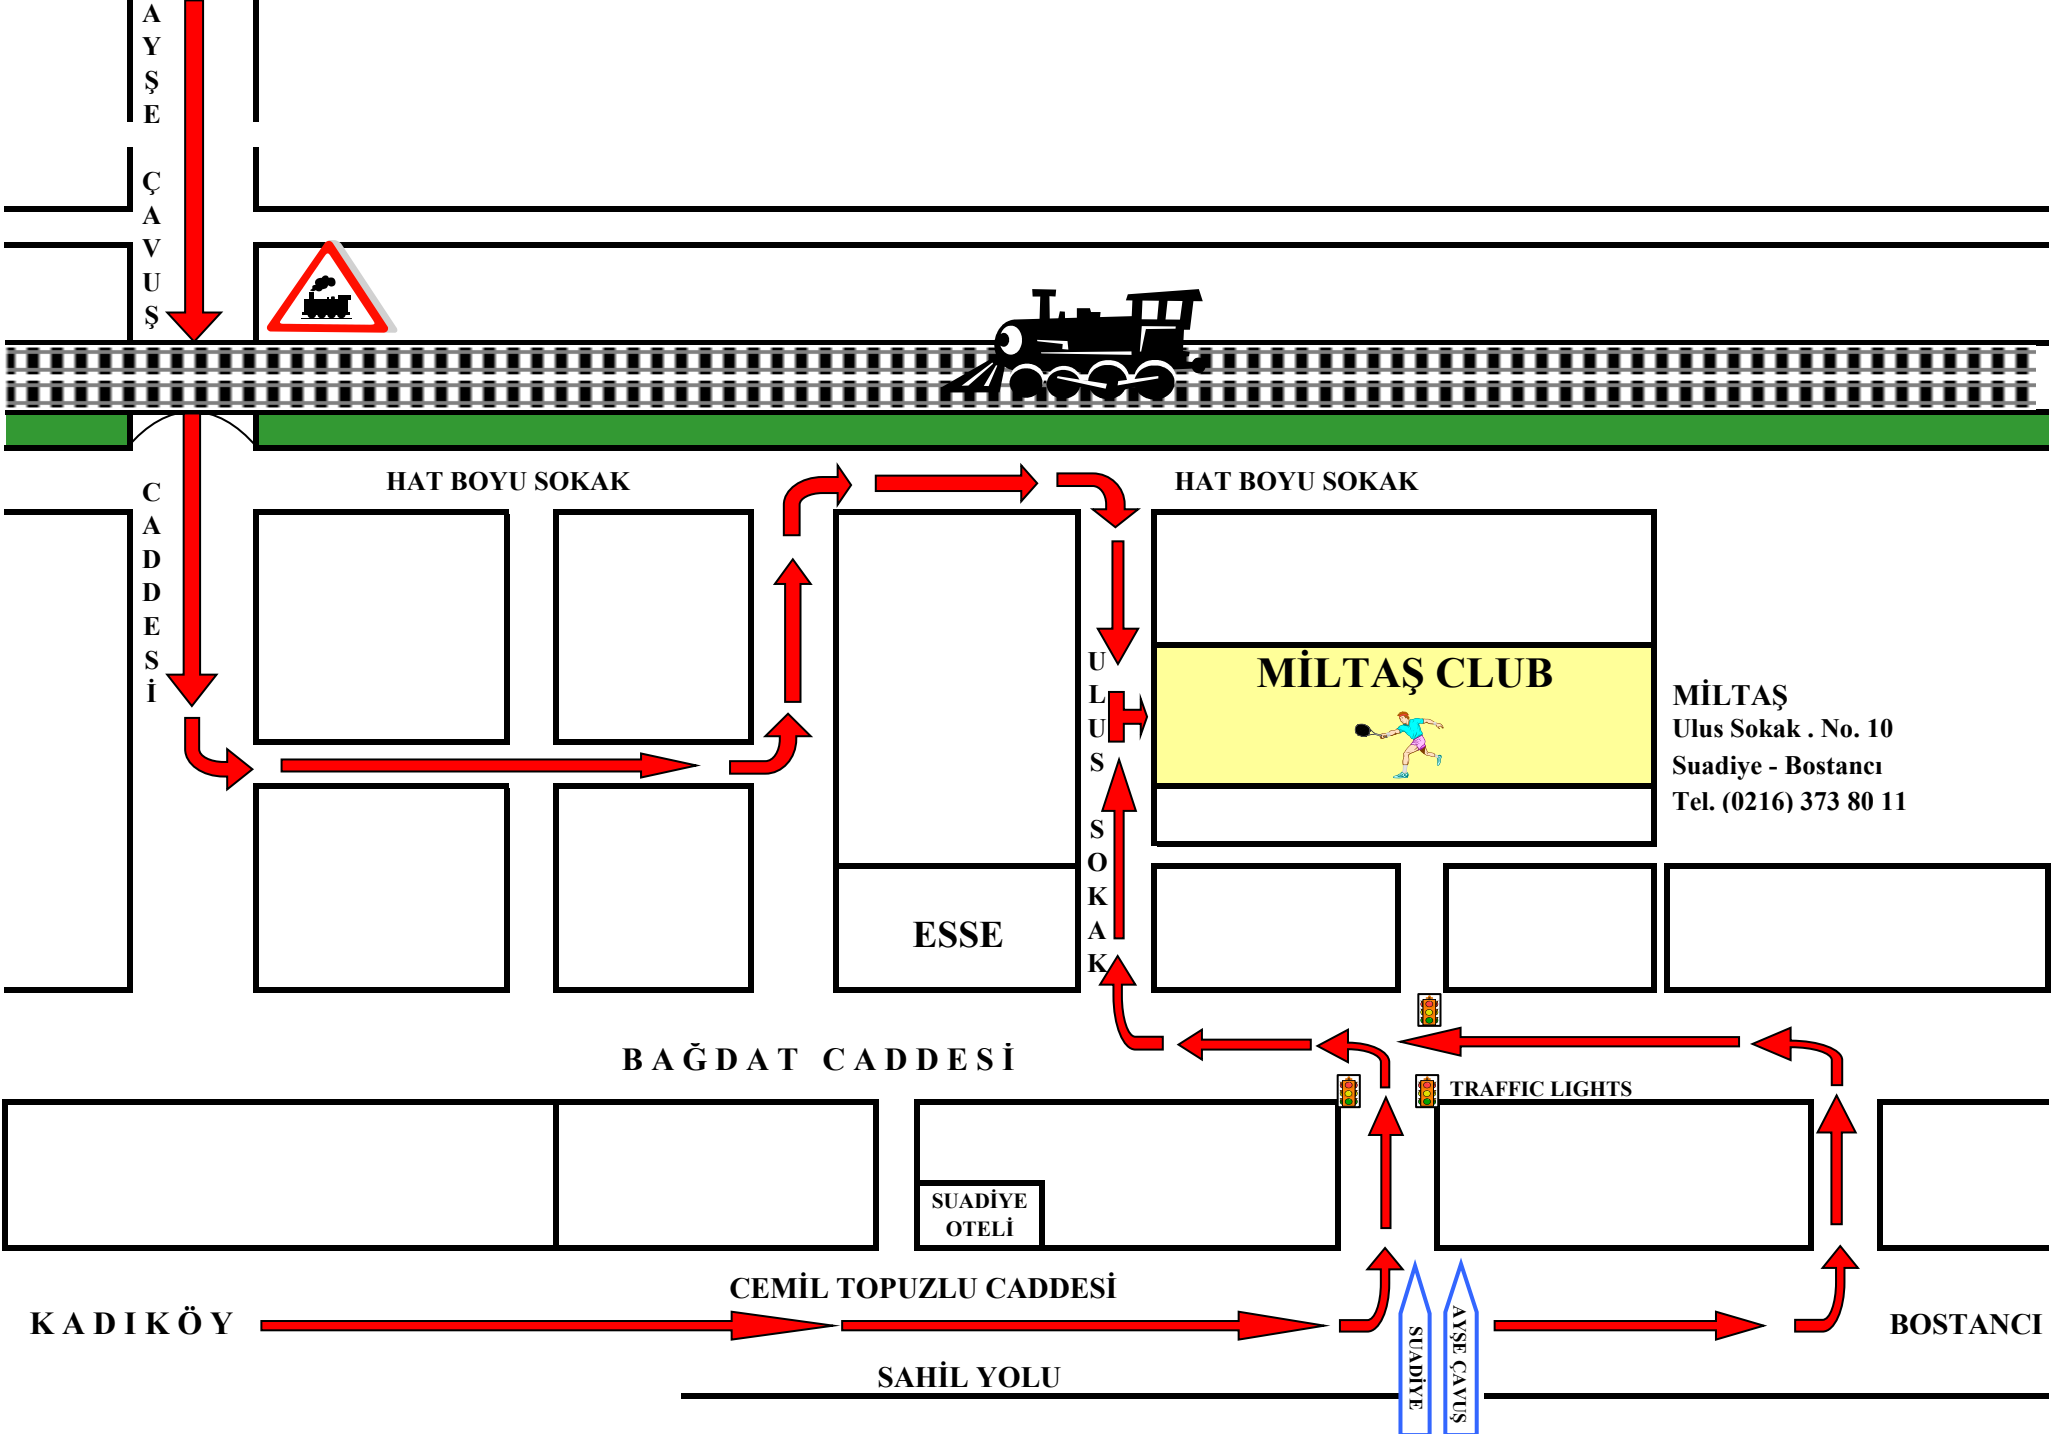 AYŞE ÇAVUŞ CADDESİ
HAT BOYU SOKAK
HAT BOYU SOKAK
ULUS SOKAK
MİLTAŞ CLUB
MİLTAŞ
Ulus Sokak . No. 10
Suadiye - Bostancı
Tel. (0216) 373 80 11
ESSE
BAĞDAT CADDESİ
TRAFFIC LIGHTS
SUADİYE
OTELİ
CEMİL TOPUZLU CADDESİ
KADIKÖY
SUADİYE
AYŞE ÇAVUŞ
BOSTANCI
SAHİL YOLU